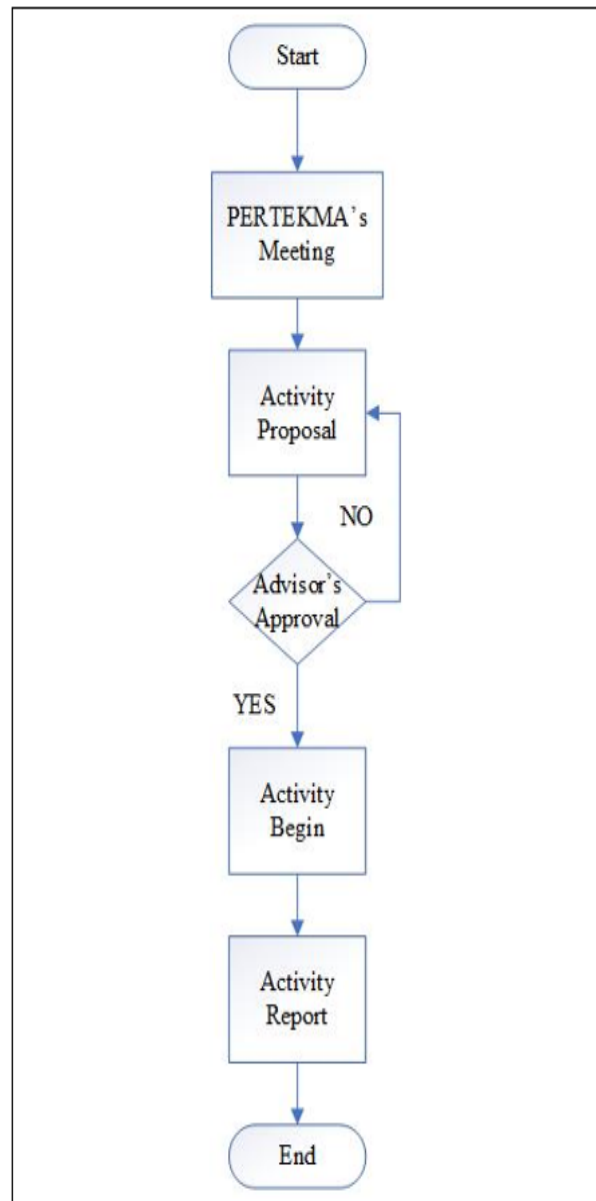 Start
PERTEKMA's
Meeting
Activity
Proposal
NO
Advisor's
Approval
YES
Activity
Begin
Activity
Report
End